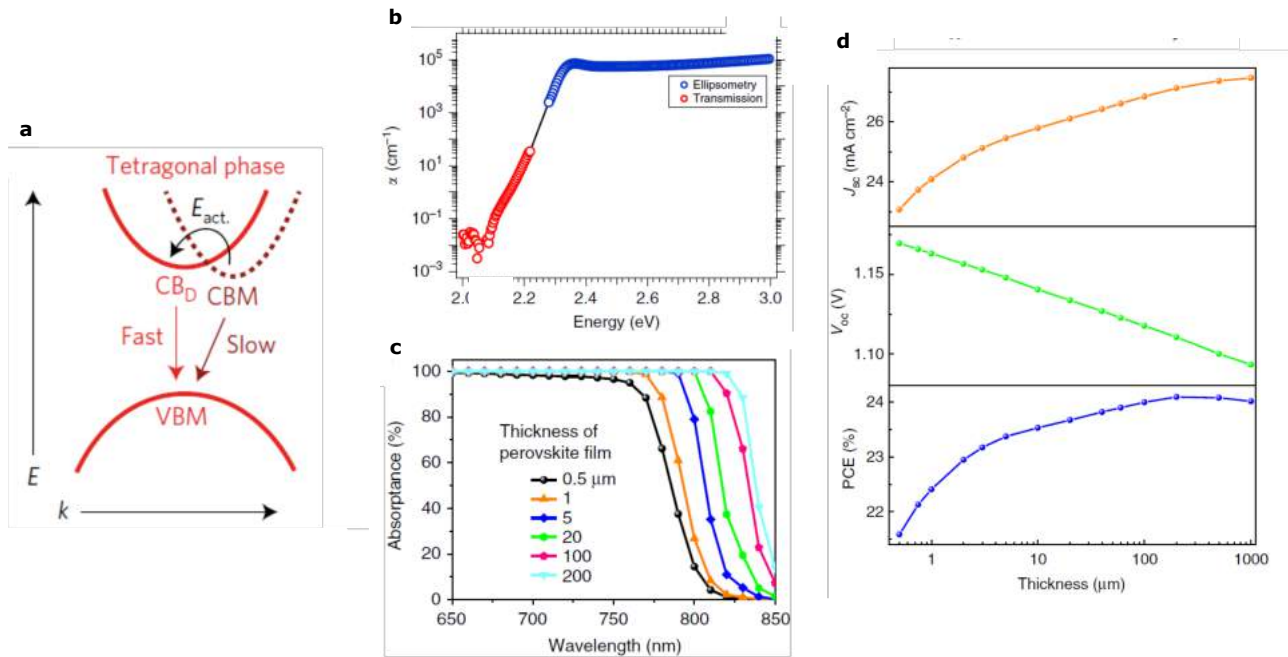 a
Tetragonal phase
E_act.
CB_D
CBM
Fast
Slow
VBM
E
k
b
10^5
10^3
10^1
10^-1
10^-3
α (cm^-1)
Ellipsometry
Transmission
2.0
2.2
2.4
2.6
2.8
3.0
Energy (eV)
c
100
80
60
40
20
0
Absorptance (%)
Thickness of
perovskite film
0.5 μm
1
5
20
100
200
650
700
750
800
850
Wavelength (nm)
d
26
24
J_sc (mA cm^-2)
1.15
1.10
V_oc (V)
24
23
22
PCE (%)
1
10
100
1000
Thickness (μm)